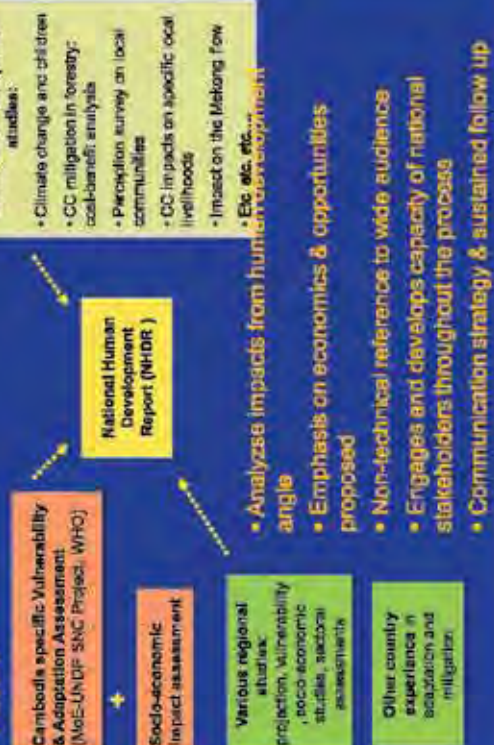 Cambodia specific Vulnerability
& Adaptation Assessment
(MoE-UNDP SNC Project, WHO)
+
Socio-economic
Impact assessment
Various regional
studies:
projection, vulnerability
, socio-economic
studies, sectoral
assessments
Other country
experience in
adaptation and
mitigation
National Human
Development
Report (NHDR )
studies:
• Climate change and children
• CC mitigation in forestry:
cost-benefit analysis
• Perception survey on local
communities
• CC impacts on specific local
livelihoods
• Impact on the Mekong flow
• Etc. etc. etc.
• Analyzse impacts from human development
angle
• Emphasis on economics & opportunities
proposed
• Non-technical reference to wide audience
• Engages and develops capacity of national
stakeholders throughout the process
• Communication strategy & sustained follow up